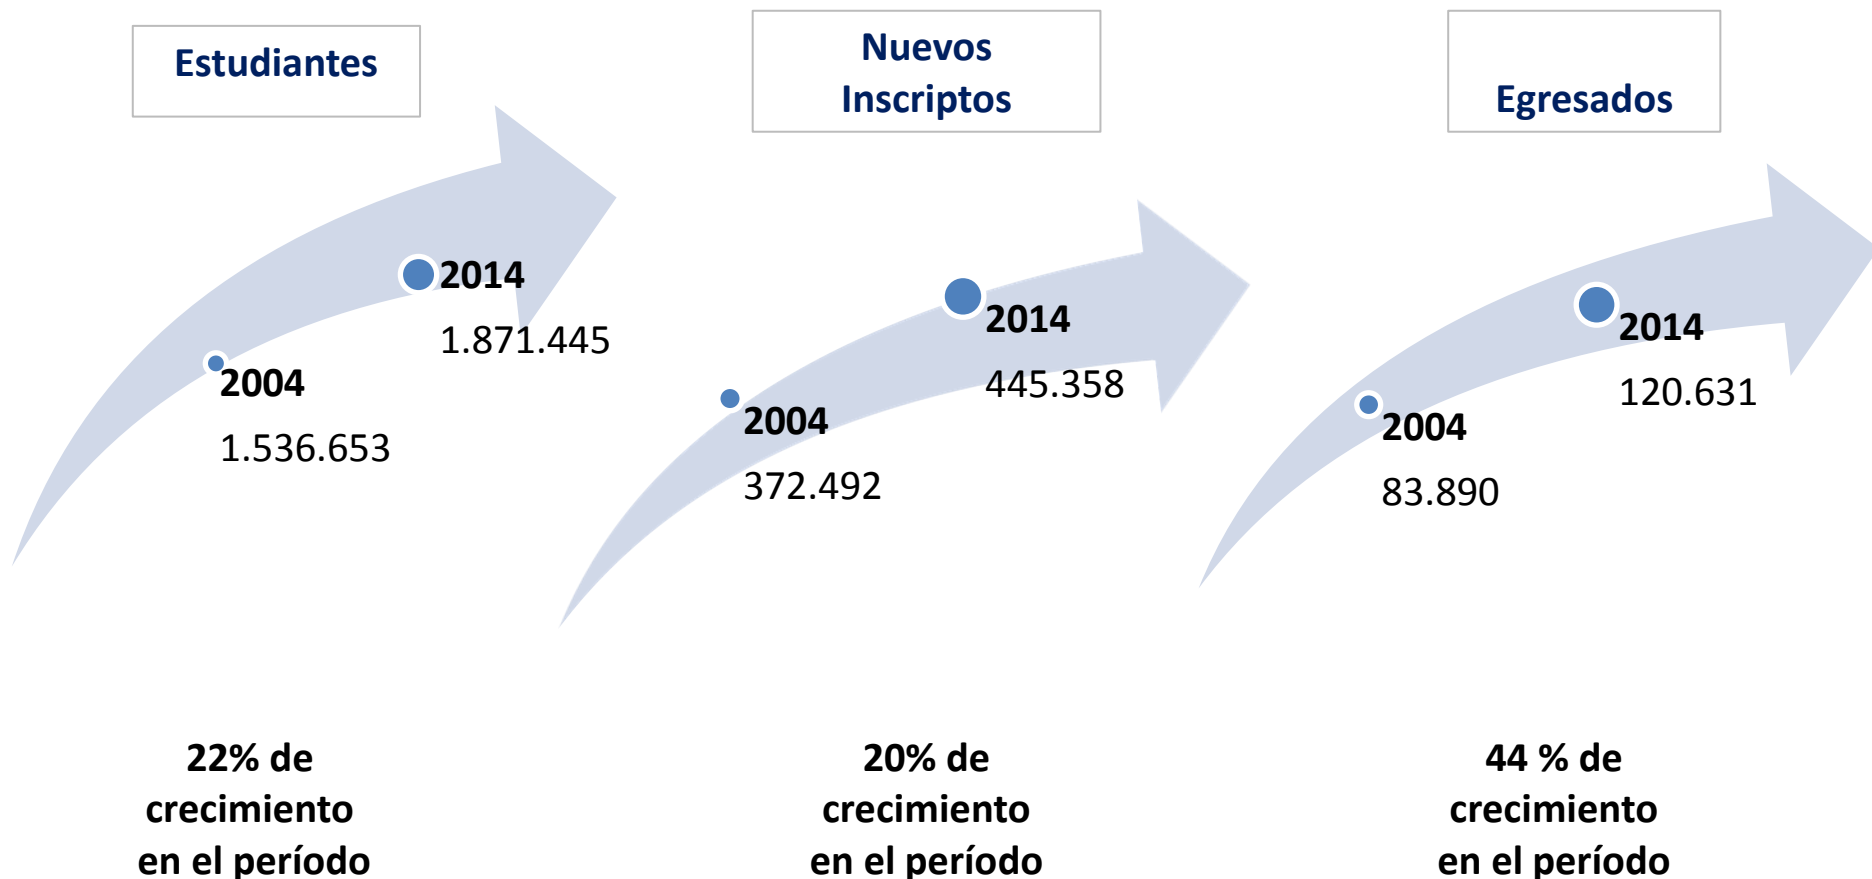 Estudiantes
2014
1.871.445
2004
1.536.653
22% de
crecimiento
en el período
Nuevos
Inscriptos
2014
445.358
2004
372.492
20% de
crecimiento
en el período
Egresados
2014
120.631
2004
83.890
44 % de
crecimiento
en el período